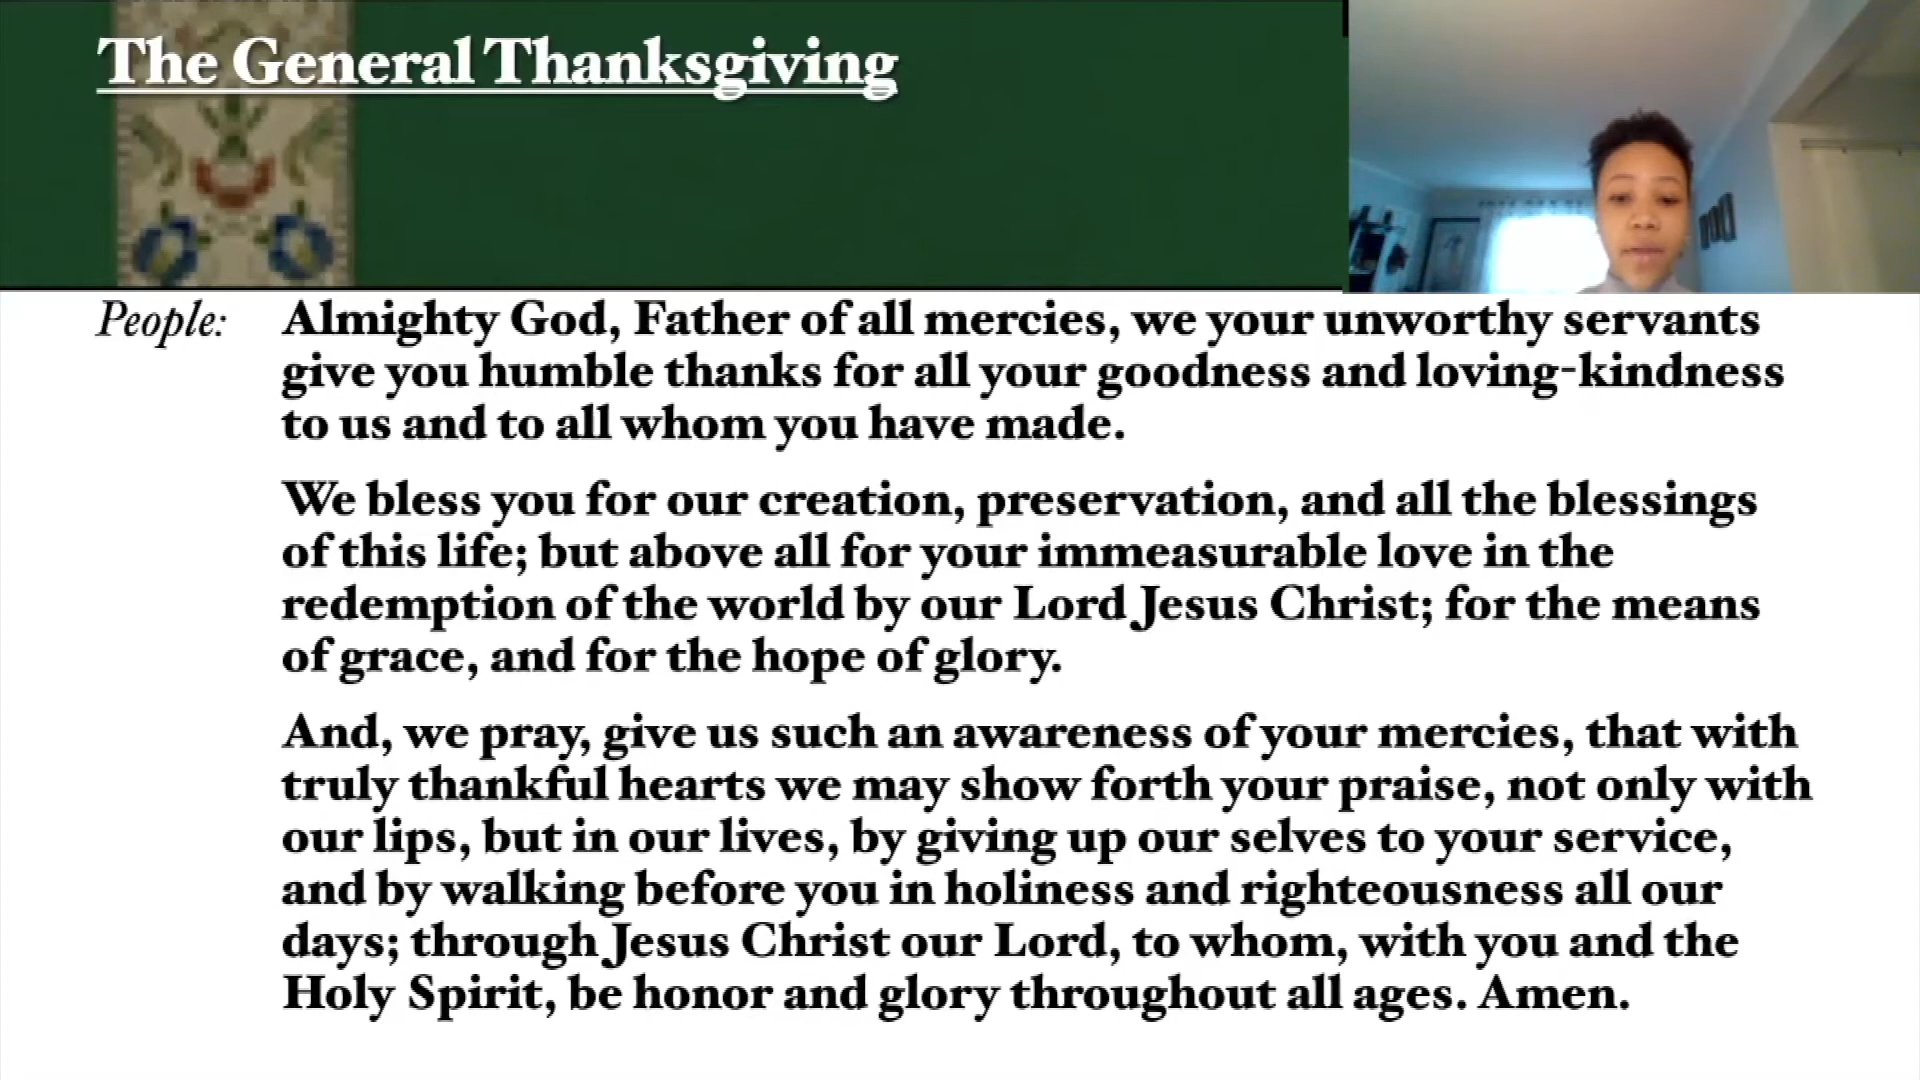 The General Thanksgiving
People: Almighty God, Father of all mercies, we your unworthy servants
give you humble thanks for all your goodness and loving-kindness
to us and to all whom you have made.
We bless you for our creation, preservation, and all the blessings
of this life; but above all for your immeasurable love in the
redemption of the world by our Lord Jesus Christ; for the means
of grace, and for the hope of glory.
And, we pray, give us such an awareness of your mercies, that with
truly thankful hearts we may show forth your praise, not only with
our lips, but in our lives, by giving up our selves to your service,
and by walking before you in holiness and righteousness all our
days; through Jesus Christ our Lord, to whom, with you and the
Holy Spirit, be honor and glory throughout all ages. Amen.